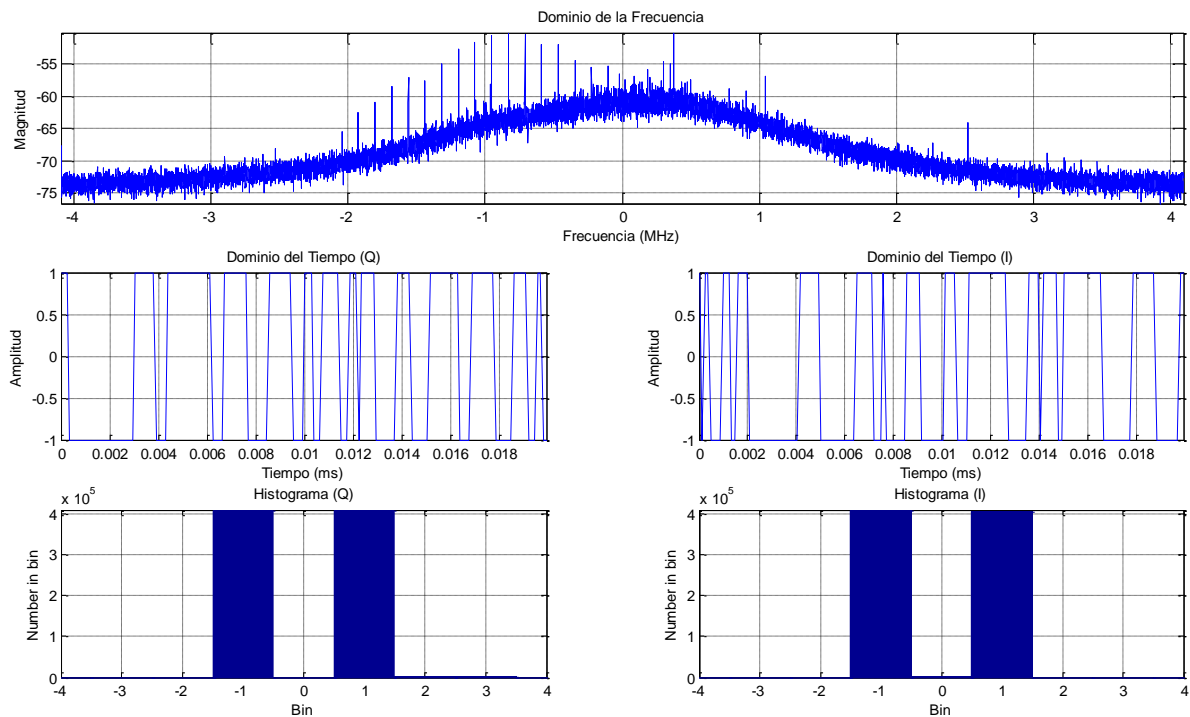 Dominio de la Frecuencia
Magnitud
-55
-60
-65
-70
-75
-4 -3 -2 -1 0 1 2 3 4
Frecuencia (MHz)
Dominio del Tiempo (Q)
Amplitud
1
0.5
0
-0.5
-1
0 0.002 0.004 0.006 0.008 0.01 0.012 0.014 0.016 0.018
Tiempo (ms)
Dominio del Tiempo (I)
Amplitud
1
0.5
0
-0.5
-1
0 0.002 0.004 0.006 0.008 0.01 0.012 0.014 0.016 0.018
Tiempo (ms)
Histograma (Q)
x 10^5
Number in bin
4
3
2
1
0
-4 -3 -2 -1 0 1 2 3 4
Bin
Histograma (I)
x 10^5
Number in bin
4
3
2
1
0
-4 -3 -2 -1 0 1 2 3 4
Bin